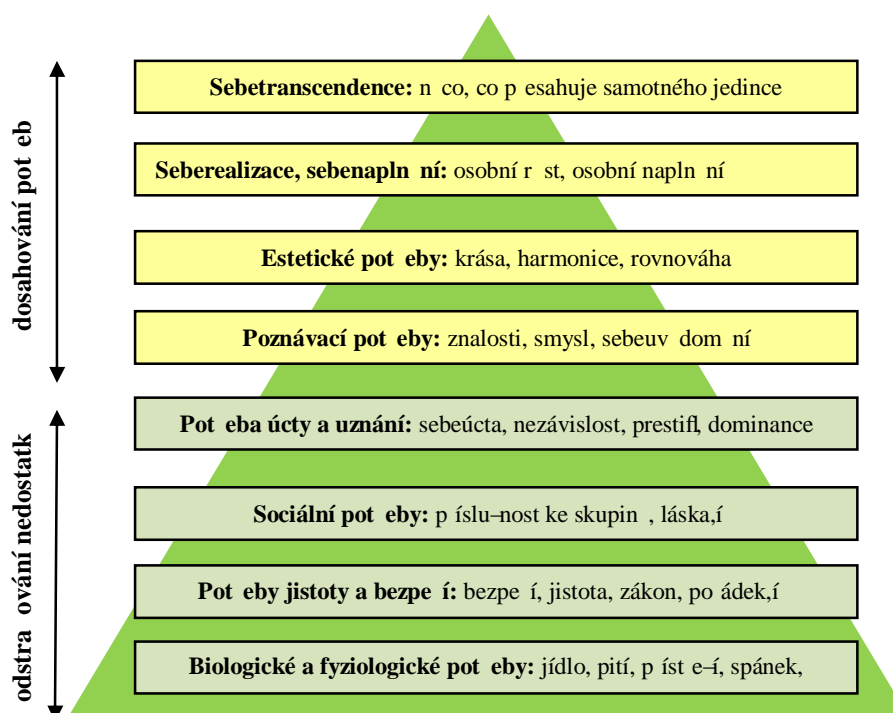 Sebetranscendence: n co, co p esahuje samotného jedince
Seberealizace, sebenapln ní: osobní r st, osobní napln ní
Estetické pot eby: krása, harmonice, rovnováha
Poznávací pot eby: znalosti, smysl, sebeuv dom ní
Pot eba úcty a uznání: sebeúcta, nezávislost, prestifl, dominance
Sociální pot eby: p íslu–nost ke skupin , láska,í
Pot eby jistoty a bezpe í: bezpe í, jistota, zákon, po ádek,í
Biologické a fyziologické pot eby: jídlo, pití, p íst e–í, spánek,
dosahování pot eb
odstra ování nedostatk